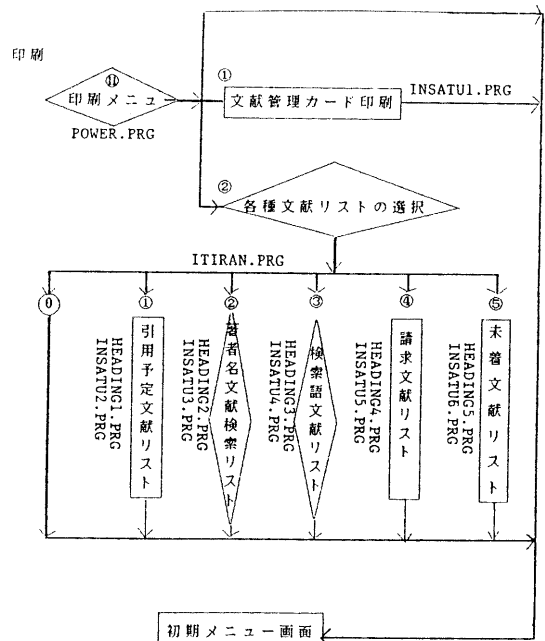 印刷
⑪
印刷メニュ
POWER.PRG
①
文献管理カード印刷
INSATU1.PRG
②
各種文献リストの選択
ITIRAN.PRG
⓪
①
引用予定文献リスト
HEADING1.PRG
INSATU2.PRG
②
著者名文献検索リスト
HEADING2.PRG
INSATU3.PRG
③
検索語文献リスト
HEADING3.PRG
INSATU4.PRG
④
請求文献リスト
HEADING4.PRG
INSATU5.PRG
⑤
未着文献リスト
HEADING5.PRG
INSATU6.PRG
初期メニュー画面